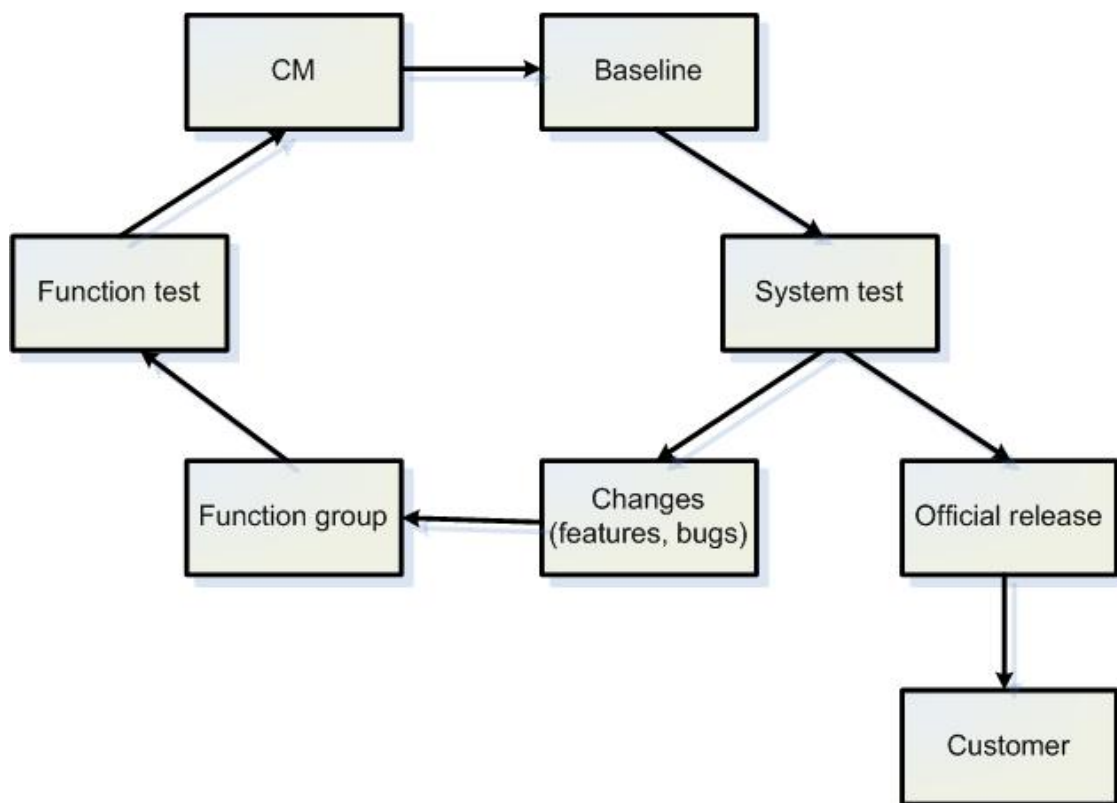 CM
Baseline
Function test
System test
Function group
Changes
(features, bugs)
Official release
Customer